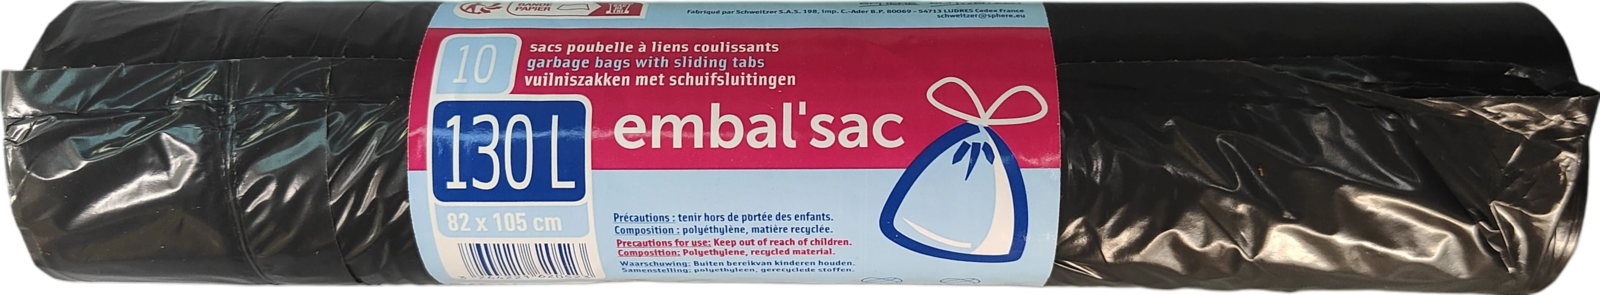 BANDE
PAPIER
Fabriqué par Schweitzer S.A.S. 198, Imp. C.-Ader B.P. 80069 - 54713 LUDRES Cedex France
schweitzer@sphere.eu
10
sacs poubelle à liens coulissants
garbage bags with sliding tabs
vuilniszakken met schuifsluitingen
130 L
embal'sac
82 x 105 cm
Précautions : tenir hors de portée des enfants.
Composition : polyéthylène, matière recyclée.
Precautions for use: Keep out of reach of children.
Composition: Polyethylene, recycled material.
Waarschuwing: Buiten bereikvan kinderen houden.
Samenstelling: polyethyleen, gerecyclede stoffen.